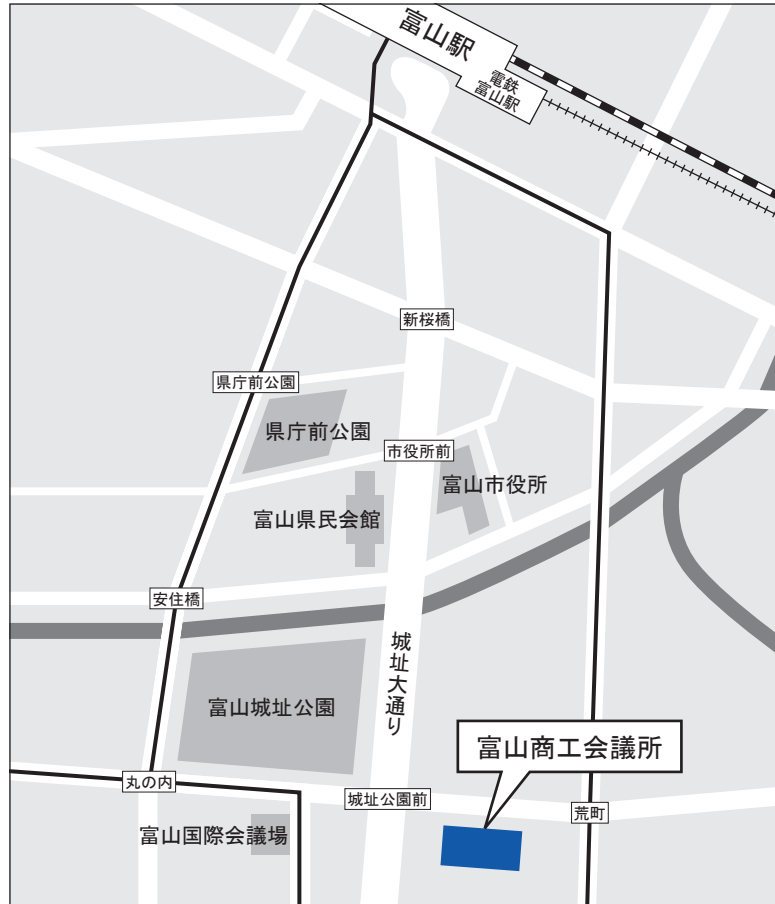 富山駅
電鉄
富山駅
新桜橋
県庁前公園
県庁前公園
市役所前
富山市役所
富山県民会館
安住橋
城址大通り
富山城址公園
富山商工会議所
丸の内
城址公園前
荒町
富山国際会議場